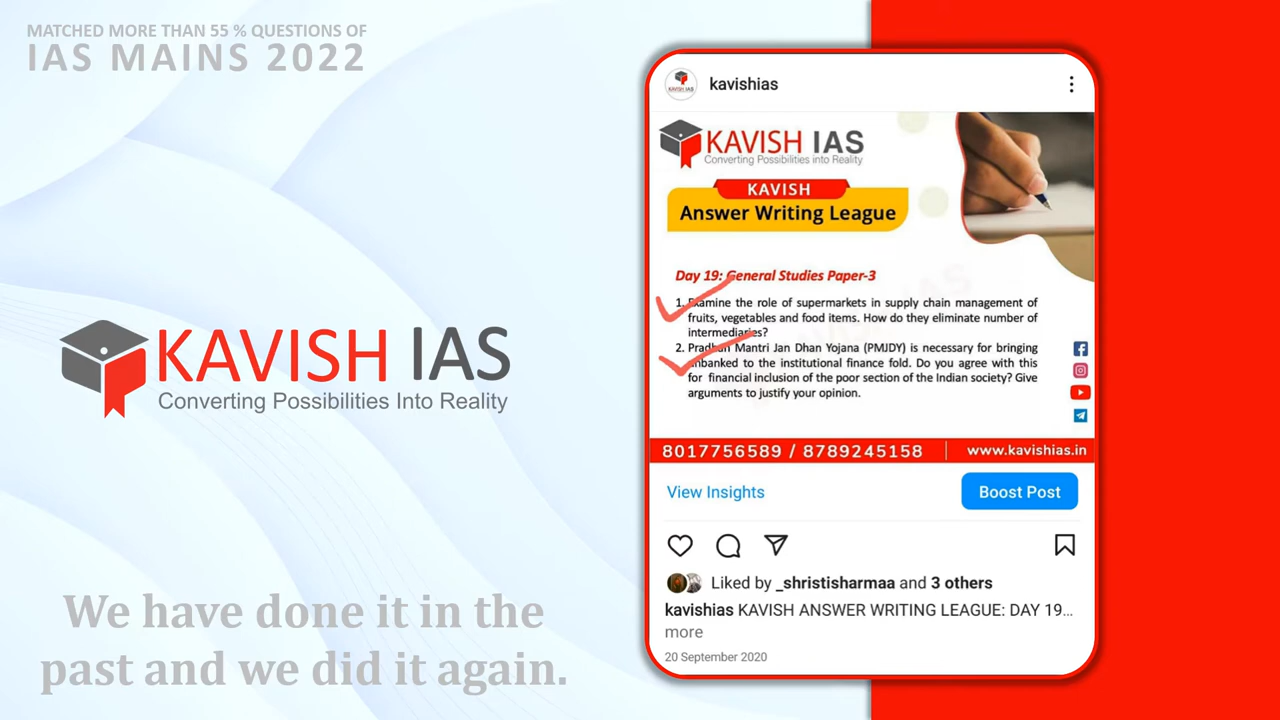 MATCHED MORE THAN 55 % QUESTIONS OF
IAS MAINS 2022
KAVISH IAS
Converting Possibilities Into Reality
We have done it in the
past and we did it again.
kavishias
KAVISH IAS
Converting Possibilities into Reality
KAVISH
Answer Writing League
Day 19: General Studies Paper-3
1. Examine the role of supermarkets in supply chain management of
fruits, vegetables and food items. How do they eliminate number of
intermediaries?
2. Pradhan Mantri Jan Dhan Yojana (PMJDY) is necessary for bringing
unbanked to the institutional finance fold. Do you agree with this
for financial inclusion of the poor section of the Indian society? Give
arguments to justify your opinion.
8017756589 / 8789245158 www.kavishias.in
View Insights Boost Post
Liked by _shristisharmaa and 3 others
kavishias KAVISH ANSWER WRITING LEAGUE: DAY 19...
more
20 September 2020